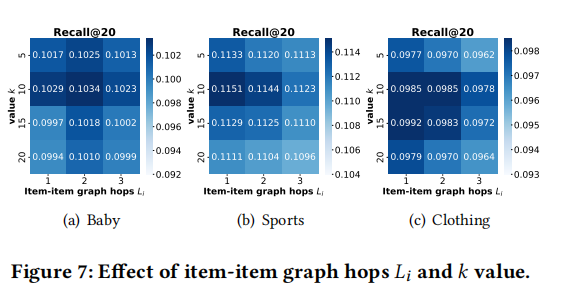 Recall@20
Recall@20
Recall@20
value k
5
10
15
20
0.1017 0.1025 0.1013
0.1029 0.1034 0.1023
0.0997 0.1018 0.1002
0.0994 0.1010 0.0999
1 2 3
Item-item graph hops Li
0.102
0.100
0.098
0.096
0.094
0.092
value k
5
10
15
20
0.1133 0.1120 0.1113
0.1151 0.1144 0.1123
0.1129 0.1125 0.1110
0.1111 0.1104 0.1096
1 2 3
Item-item graph hops Li
0.114
0.112
0.110
0.108
0.106
0.104
value k
5
10
15
20
0.0977 0.0970 0.0962
0.0985 0.0985 0.0978
0.0992 0.0983 0.0972
0.0979 0.0970 0.0964
1 2 3
Item-item graph hops Li
0.098
0.097
0.096
0.095
0.094
0.093
(a) Baby
(b) Sports
(c) Clothing
Figure 7: Effect of item-item graph hops Li and k value.